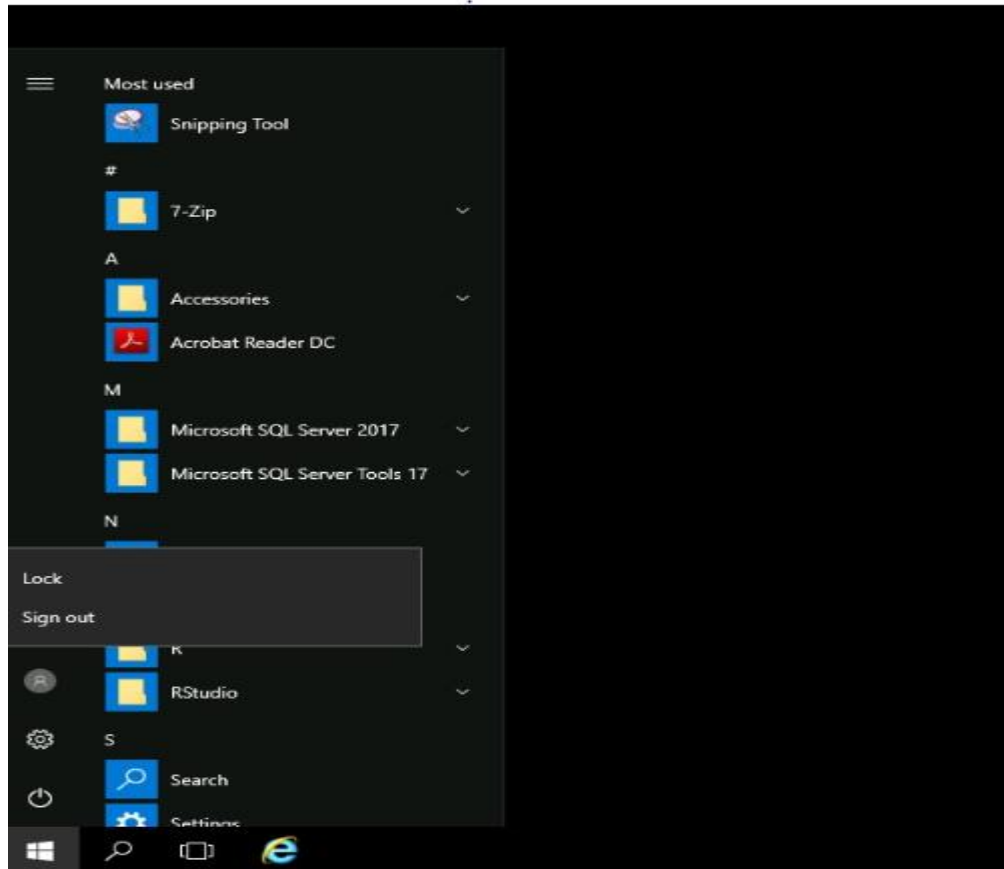 Most used
Snipping Tool
#
7-Zip
A
Accessories
Acrobat Reader DC
M
Microsoft SQL Server 2017
Microsoft SQL Server Tools 17
N
Lock
Sign out
R
RStudio
S
Search
Settings